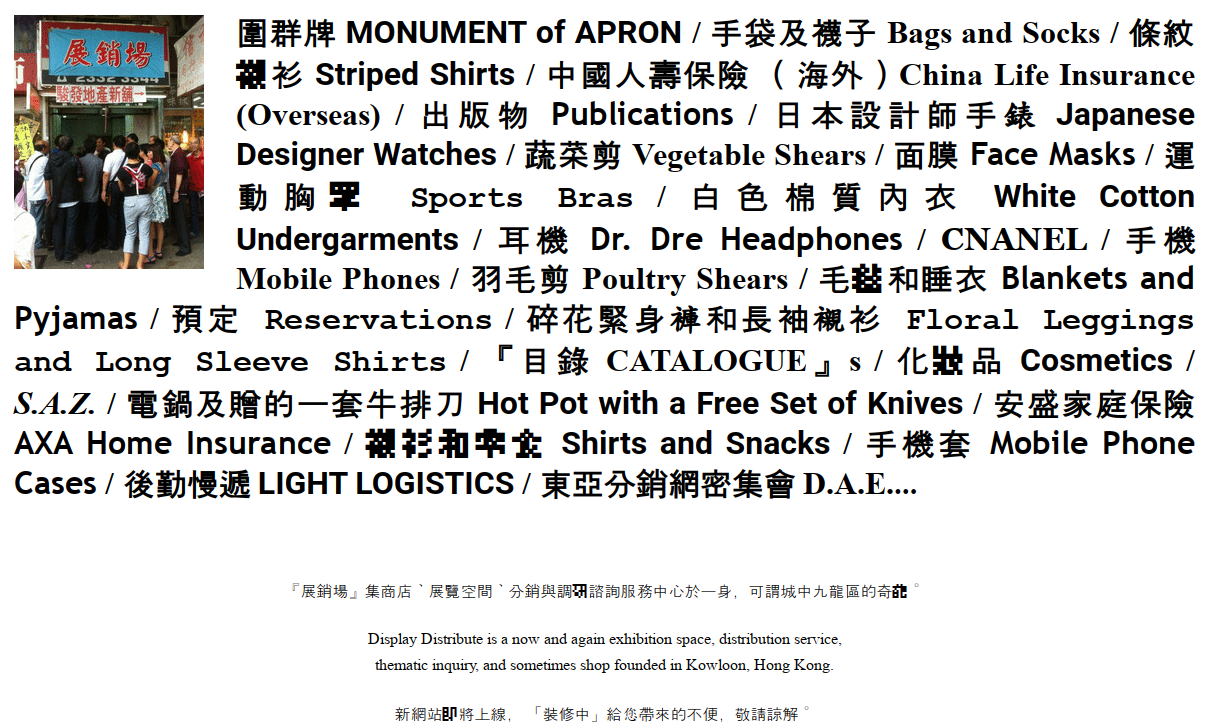 展銷場
駿發地產新舖→
圍群牌 MONUMENT of APRON / 手袋及襪子 Bags and Socks / 條紋
襯衫 Striped Shirts / 中國人壽保險（海外）China Life Insurance
(Overseas) / 出版物 Publications / 日本設計師手錶 Japanese
Designer Watches / 蔬菜剪 Vegetable Shears / 面膜 Face Masks / 運
動胸罩 Sports Bras / 白色棉質內衣 White Cotton
Undergarments / 耳機 Dr. Dre Headphones / CNANEL / 手機
Mobile Phones / 羽毛剪 Poultry Shears / 毛毯和睡衣 Blankets and
Pyjamas / 預定 Reservations / 碎花緊身褲和長袖襯衫 Floral Leggings
and Long Sleeve Shirts / 『目錄 CATALOGUE』s / 化妝品 Cosmetics /
S.A.Z. / 電鍋及贈的一套牛排刀 Hot Pot with a Free Set of Knives / 安盛家庭保險
AXA Home Insurance / 襯衫和零食 Shirts and Snacks / 手機套 Mobile Phone
Cases / 後勤慢遞 LIGHT LOGISTICS / 東亞分銷網密集會 D.A.E....
『展銷場』集商店、展覽空間、分銷與調研諮詢服務中心於一身，可謂城中九龍區的奇葩。
Display Distribute is a now and again exhibition space, distribution service,
thematic inquiry, and sometimes shop founded in Kowloon, Hong Kong.
新網站即將上線，「裝修中」給您帶來的不便，敬請諒解。